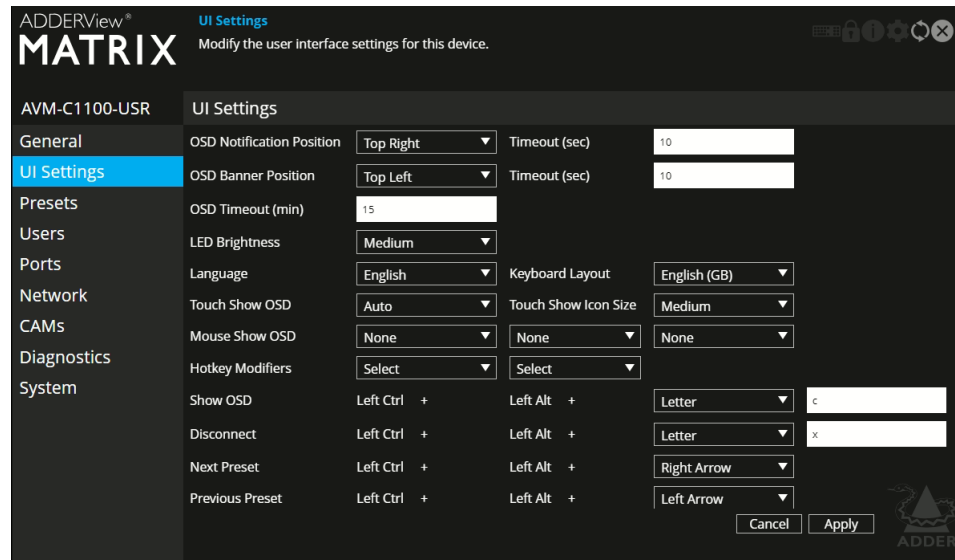 ADDERView®
MATRIX
UI Settings
Modify the user interface settings for this device.
AVM-C1100-USR
UI Settings
General
UI Settings
Presets
Users
Ports
Network
CAMs
Diagnostics
System
OSD Notification Position Top Right Timeout (sec) 10
OSD Banner Position Top Left Timeout (sec) 10
OSD Timeout (min) 15
LED Brightness Medium
Language English Keyboard Layout English (GB)
Touch Show OSD Auto Touch Show Icon Size Medium
Mouse Show OSD None None None
Hotkey Modifiers Select Select
Show OSD Left Ctrl + Left Alt + Letter c
Disconnect Left Ctrl + Left Alt + Letter x
Next Preset Left Ctrl + Left Alt + Right Arrow
Previous Preset Left Ctrl + Left Alt + Left Arrow
Cancel Apply
ADDER